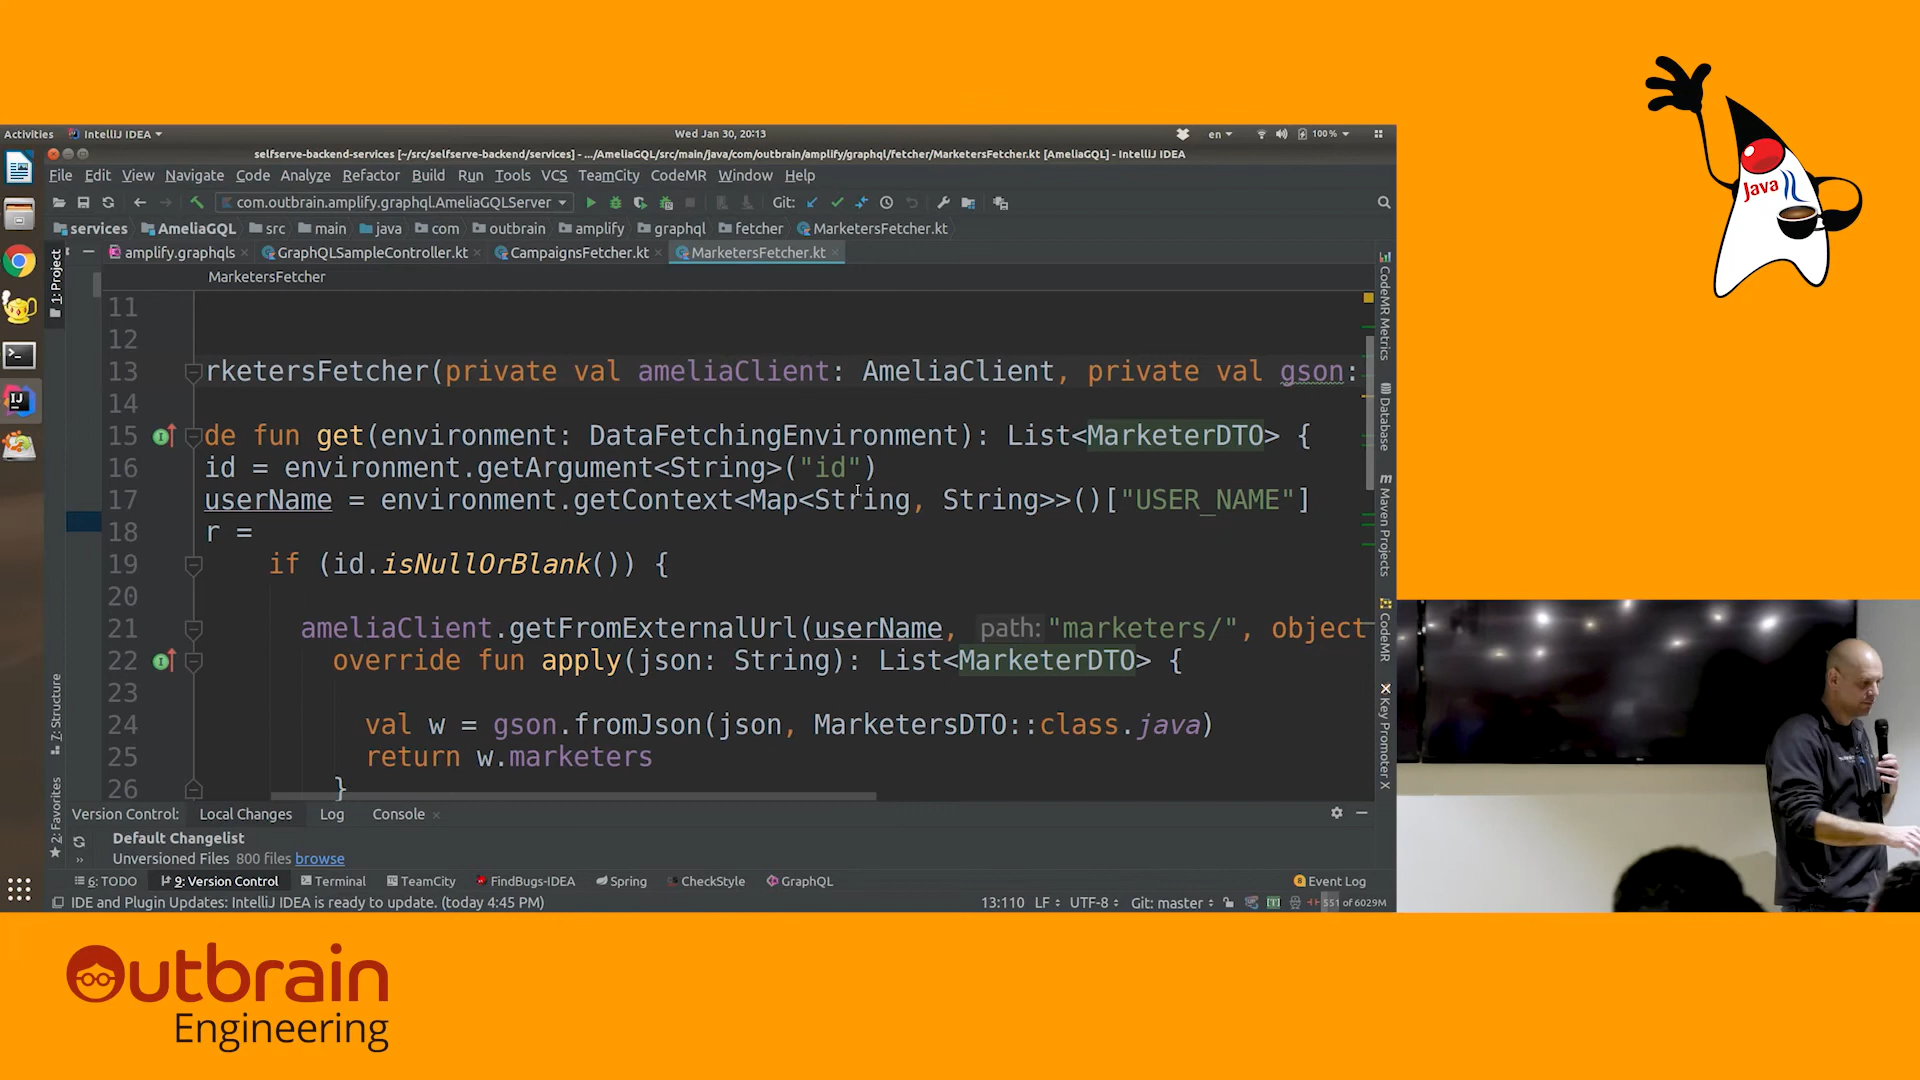 Activities
IntelliJ IDEA
Wed Jan 30, 20:13
en
100 %
selfserve-backend-services [~/src/selfserve-backend/services] - .../AmeliaGQL/src/main/java/com/outbrain/amplify/graphql/fetcher/MarketersFetcher.kt [AmeliaGQL] - IntelliJ IDEA
File Edit View Navigate Code Analyze Refactor Build Run Tools VCS TeamCity CodeMR Window Help
com.outbrain.amplify.graphql.AmeliaGQLServer
Git:
services AmeliaGQL src main java com outbrain amplify graphql fetcher MarketersFetcher.kt
amplify.graphqls × GraphQLSampleController.kt × CampaignsFetcher.kt × MarketersFetcher.kt ×
MarketersFetcher
11
12
13 rketersFetcher(private val ameliaClient: AmeliaClient, private val gson:
14
15 de fun get(environment: DataFetchingEnvironment): List<MarketerDTO> {
16 id = environment.getArgument<String>("id")
17 userName = environment.getContext<Map<String, String>>()["USER_NAME"]
18 r =
19 if (id.isNullOrBlank()) {
20
21 ameliaClient.getFromExternalUrl(userName, path: "marketers/", object
22 override fun apply(json: String): List<MarketerDTO> {
23
24 val w = gson.fromJson(json, MarketersDTO::class.java)
25 return w.marketers
26 }
1: Project
7: Structure
2: Favorites
CodeMR Metrics
Database
Maven Projects
CodeMR
Key Promoter X
Version Control: Local Changes Log Console ×
Default Changelist
Unversioned Files 800 files browse
6: TODO 9: Version Control Terminal TeamCity FindBugs-IDEA Spring CheckStyle GraphQL Event Log
IDE and Plugin Updates: IntelliJ IDEA is ready to update. (today 4:45 PM)
13:110 LF UTF-8 Git: master 551 of 6029M
Java
Outbrain
Engineering